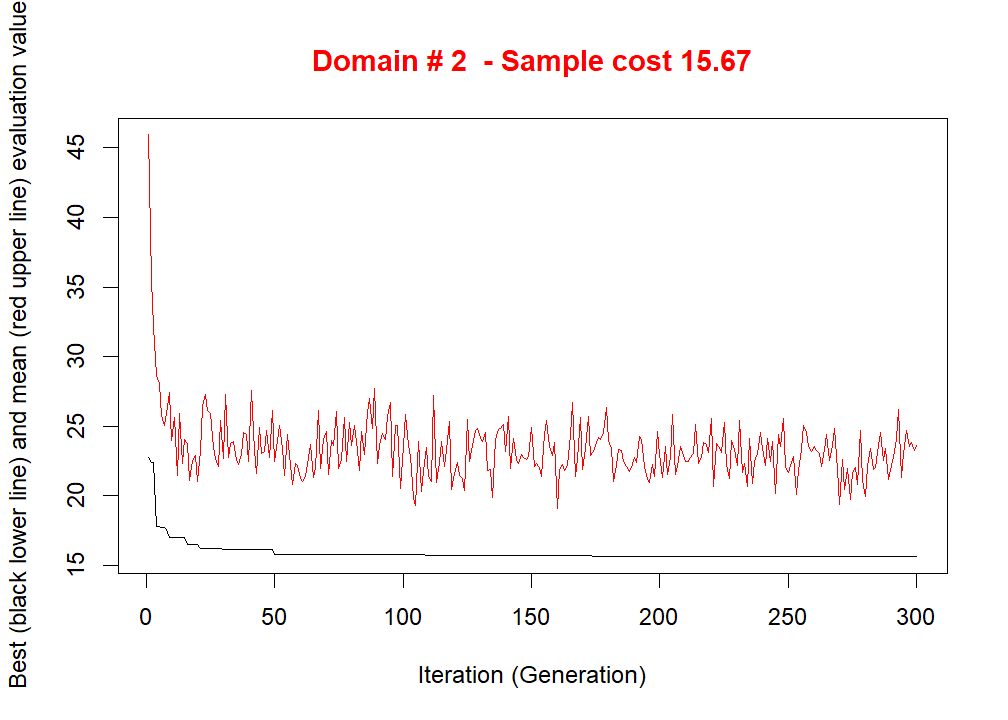 Domain # 2  - Sample cost 15.67
Best (black lower line) and mean (red upper line) evaluation value
45
40
35
30
25
20
15
0 50 100 150 200 250 300
Iteration (Generation)